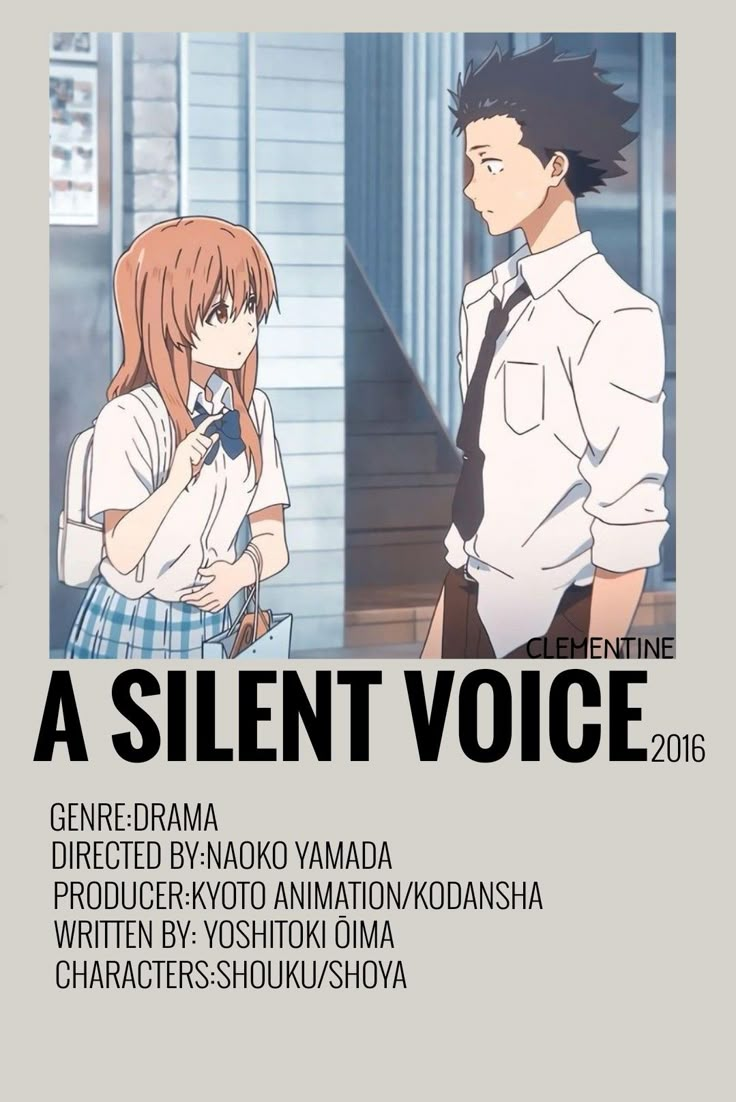 CLEMENTINE
A SILENT VOICE 2016
GENRE:DRAMA
DIRECTED BY:NAOKO YAMADA
PRODUCER:KYOTO ANIMATION/KODANSHA
WRITTEN BY: YOSHITOKI ŌIMA
CHARACTERS:SHOUKU/SHOYA